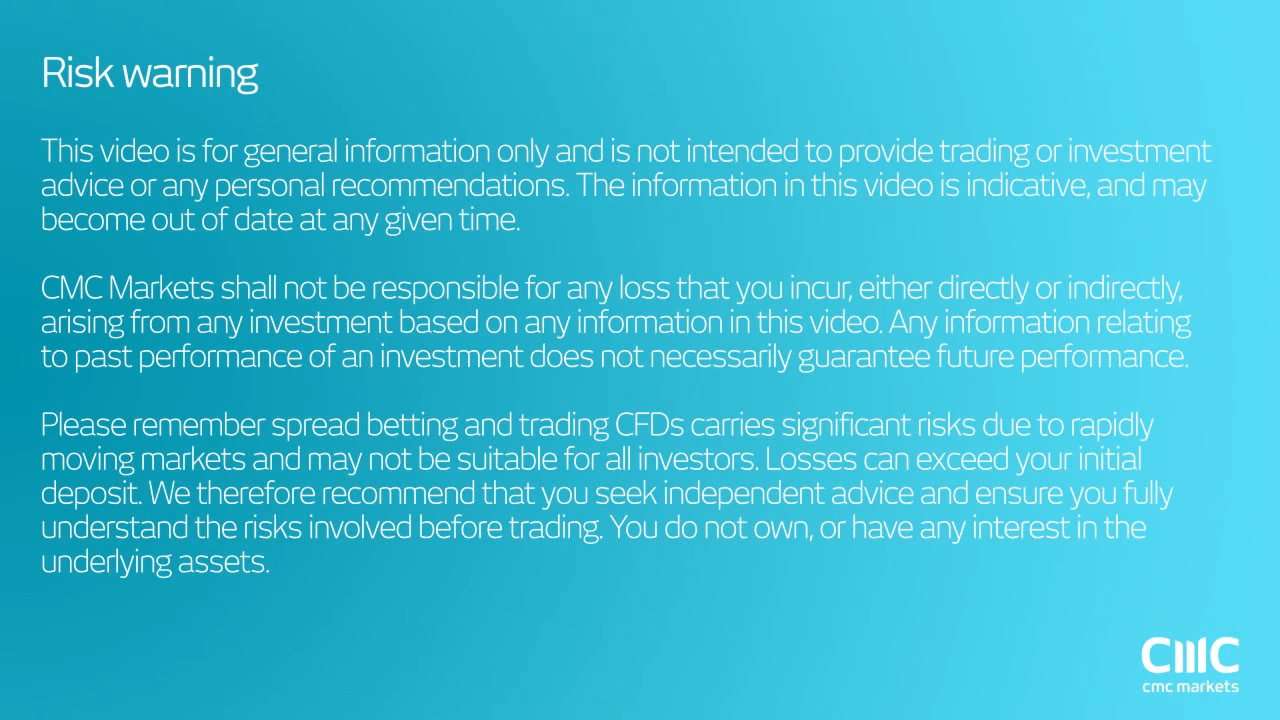 Risk warning
This video is for general information only and is not intended to provide trading or investment
advice or any personal recommendations. The information in this video is indicative, and may
become out of date at any given time.
CMC Markets shall not be responsible for any loss that you incur, either directly or indirectly,
arising from any investment based on any information in this video. Any information relating
to past performance of an investment does not necessarily guarantee future performance.
Please remember spread betting and trading CFDs carries significant risks due to rapidly
moving markets and may not be suitable for all investors. Losses can exceed your initial
deposit. We therefore recommend that you seek independent advice and ensure you fully
understand the risks involved before trading. You do not own, or have any interest in the
underlying assets.
CMC
cmc markets